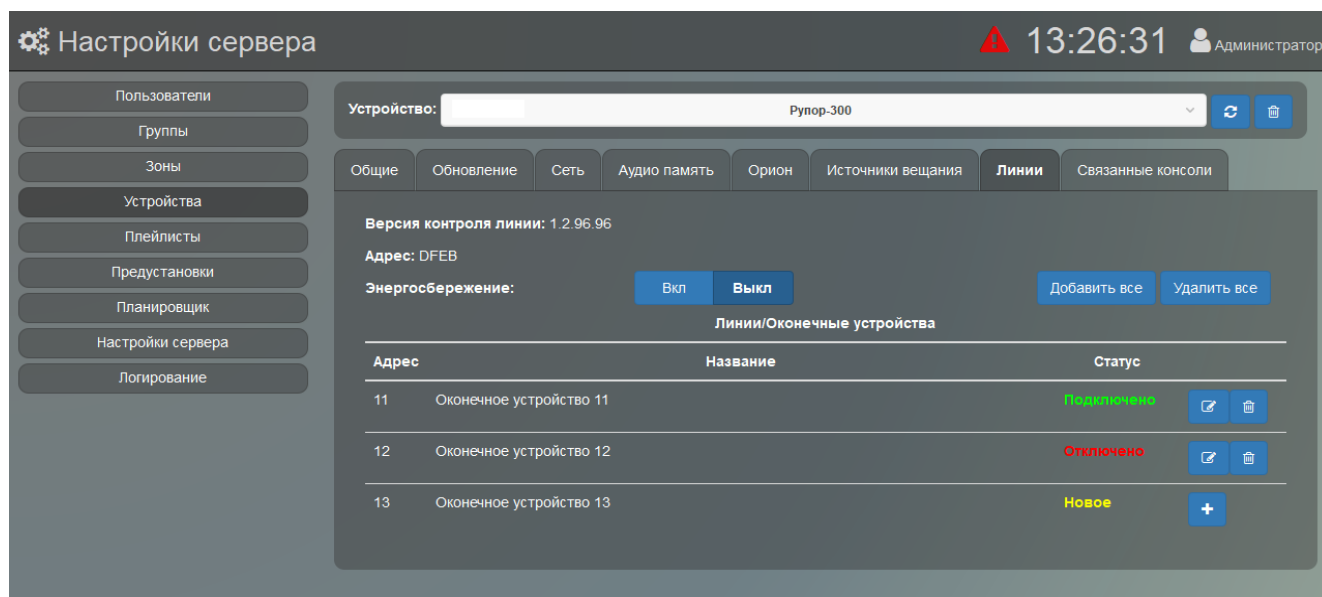 Настройки сервера
13:26:31
Администратор
Пользователи
Группы
Зоны
Устройства
Плейлисты
Предустановки
Планировщик
Настройки сервера
Логирование
Устройство: Рупор-300
Общие Обновление Сеть Аудио память Орион Источники вещания Линии Связанные консоли
Версия контроля линии: 1.2.96.96
Адрес: DFEB
Энергосбережение: Вкл Выкл Добавить все Удалить все
Линии/Оконечные устройства
Адрес Название Статус
11 Оконечное устройство 11 Подключено
12 Оконечное устройство 12 Отключено
13 Оконечное устройство 13 Новое